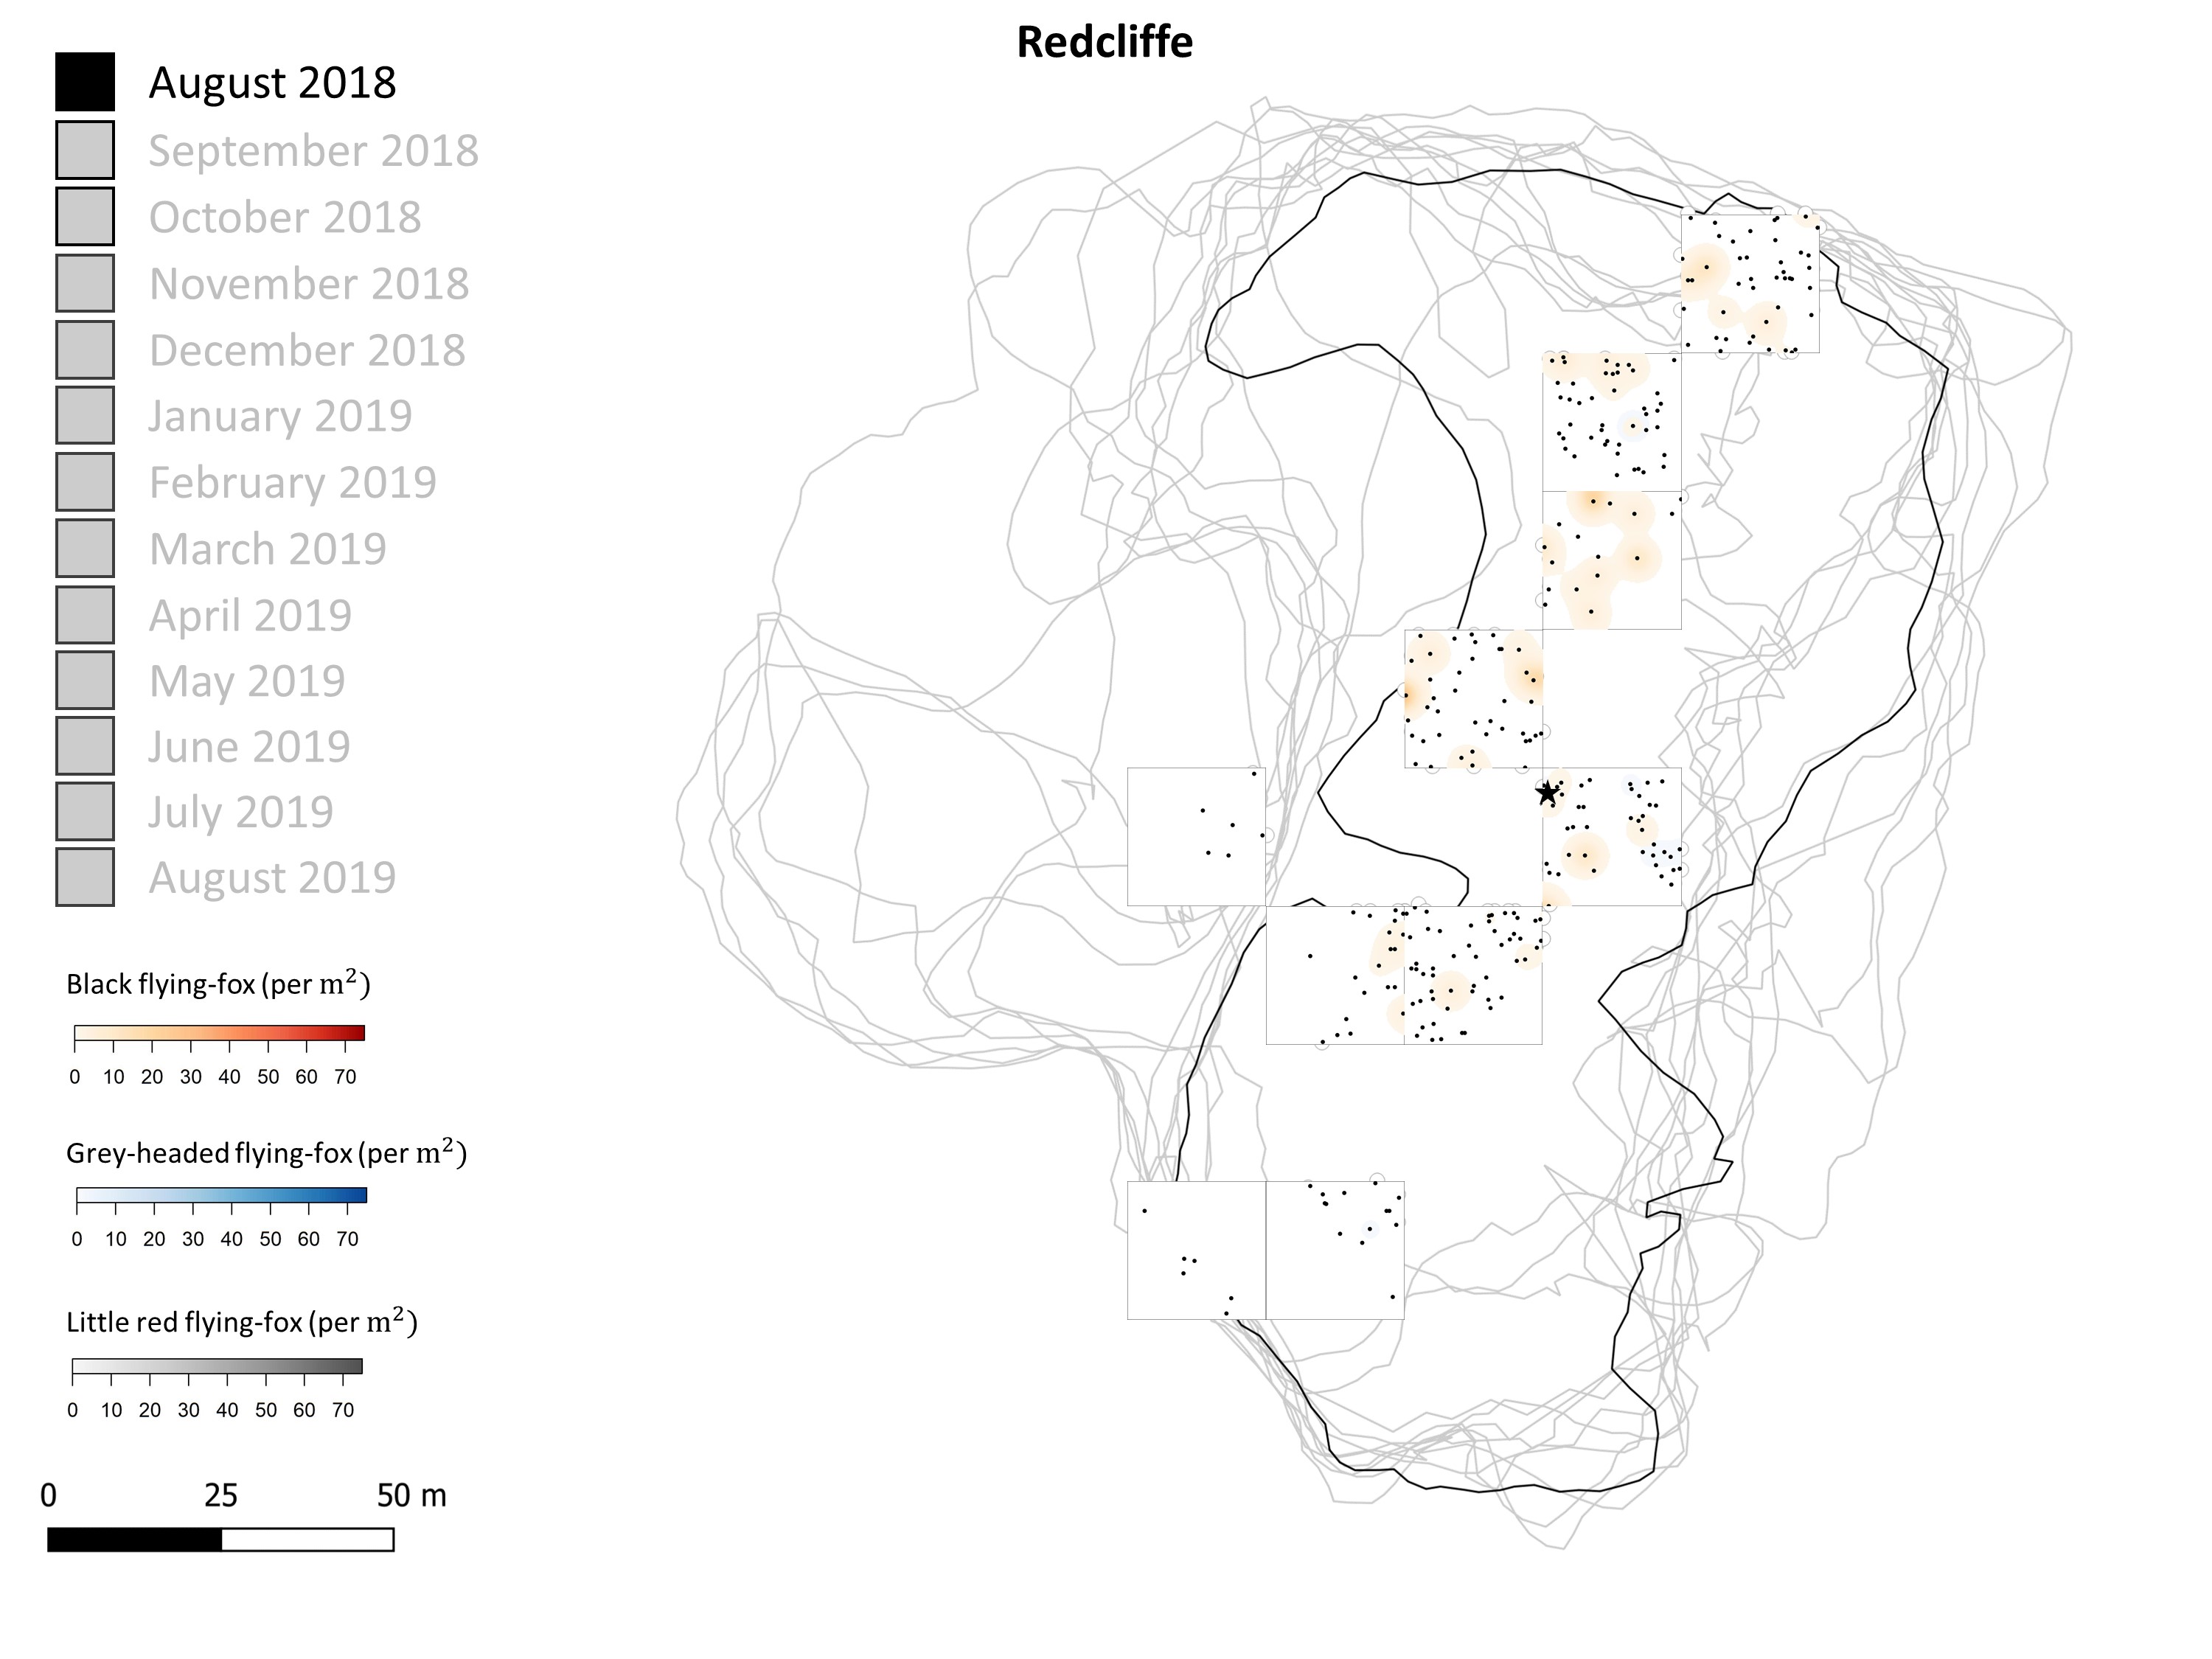 Redcliffe
August 2018
September 2018
October 2018
November 2018
December 2018
January 2019
February 2019
March 2019
April 2019
May 2019
June 2019
July 2019
August 2019
Black flying-fox (per m²)
0 10 20 30 40 50 60 70
Grey-headed flying-fox (per m²)
0 10 20 30 40 50 60 70
Little red flying-fox (per m²)
0 10 20 30 40 50 60 70
0 25 50 m